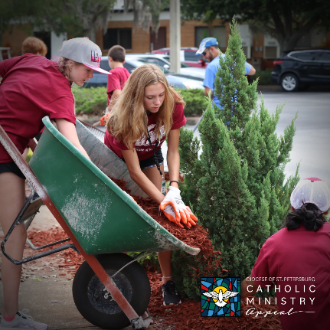 DIOCESE OF ST. PETERSBURG
CATHOLIC
MINISTRY
Appeal